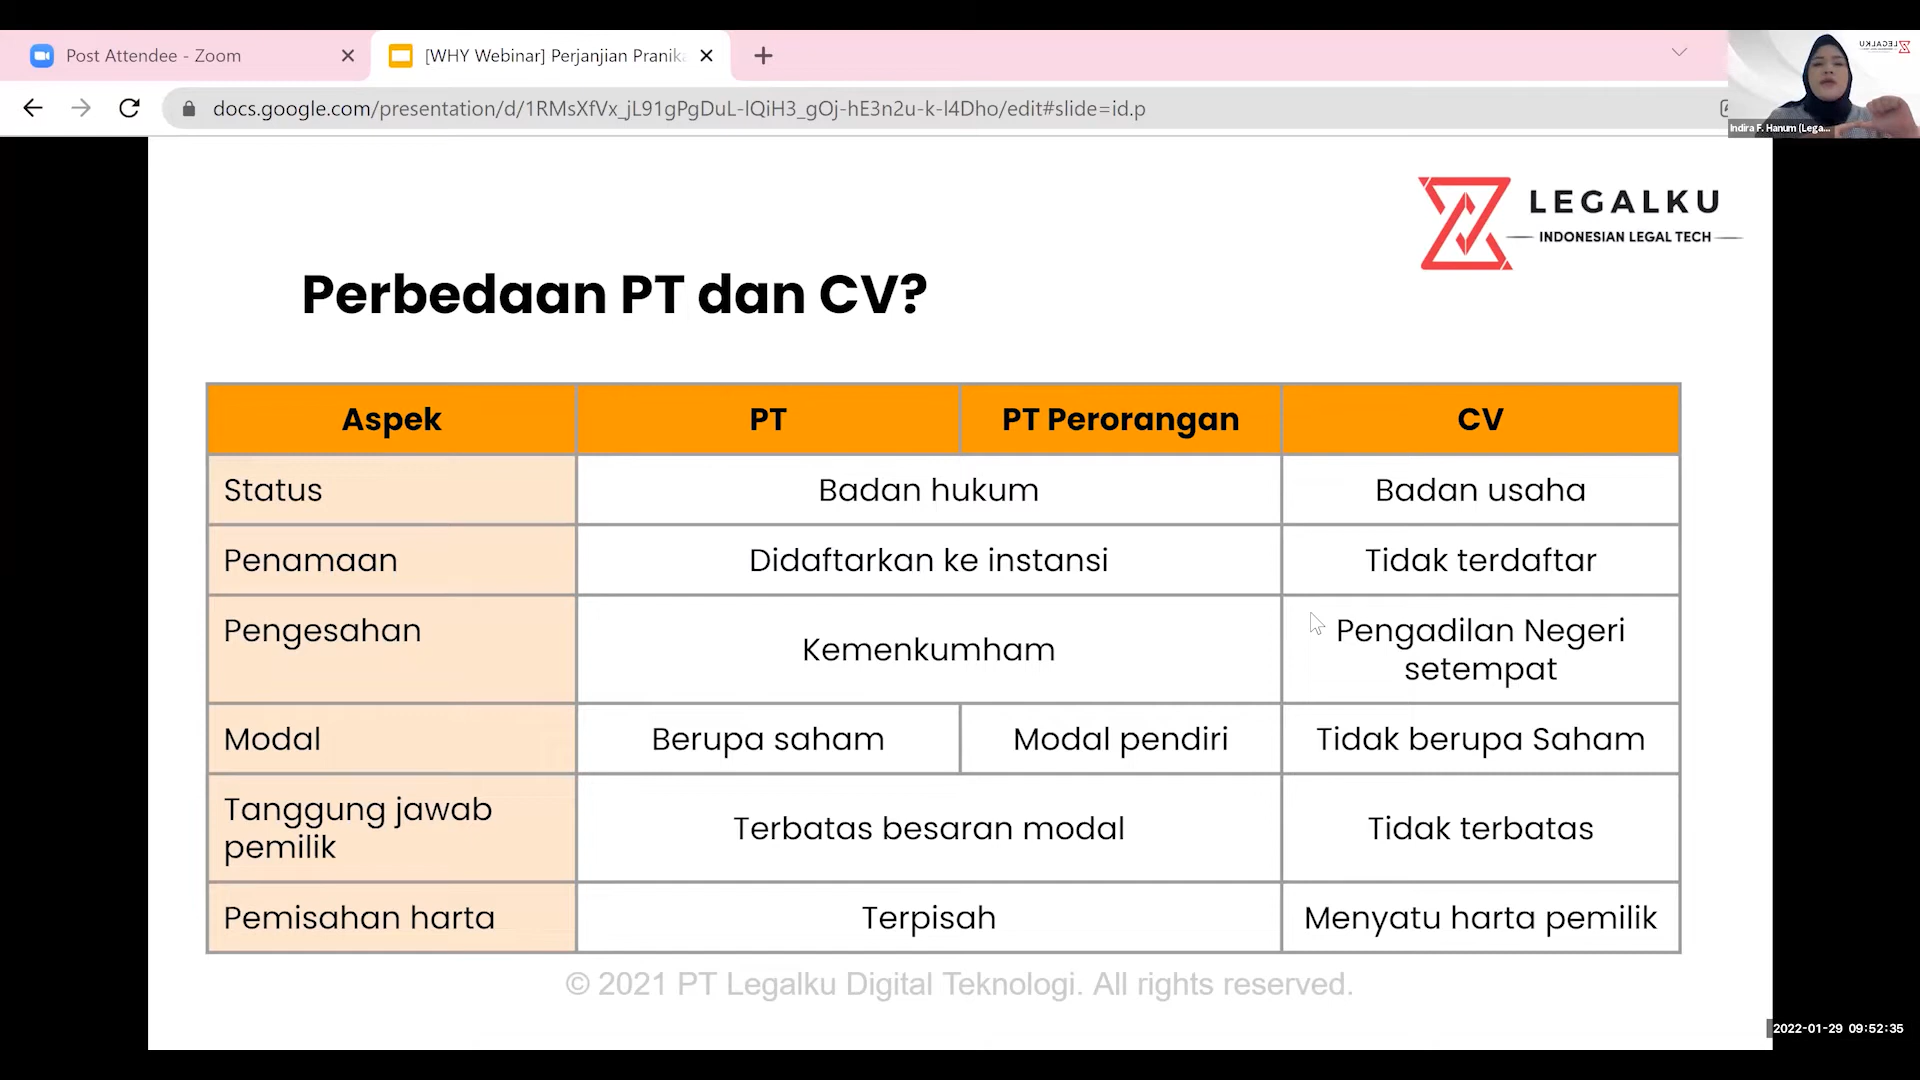 Post Attendee - Zoom
[WHY Webinar] Perjanjian Pranik
docs.google.com/presentation/d/1RMsXfVx_jL91gPgDuL-lQiH3_gOj-hE3n2u-k-l4Dho/edit#slide=id.p
LEGALKU
Indira F. Hanum (Lega...
LEGALKU
INDONESIAN LEGAL TECH
Perbedaan PT dan CV?
Aspek PT PT Perorangan CV
Status Badan hukum Badan usaha
Penamaan Didaftarkan ke instansi Tidak terdaftar
Pengesahan Kemenkumham Pengadilan Negeri
setempat
Modal Berupa saham Modal pendiri Tidak berupa Saham
Tanggung jawab
pemilik Terbatas besaran modal Tidak terbatas
Pemisahan harta Terpisah Menyatu harta pemilik
© 2021 PT Legalku Digital Teknologi. All rights reserved.
2022-01-29 09:52:35